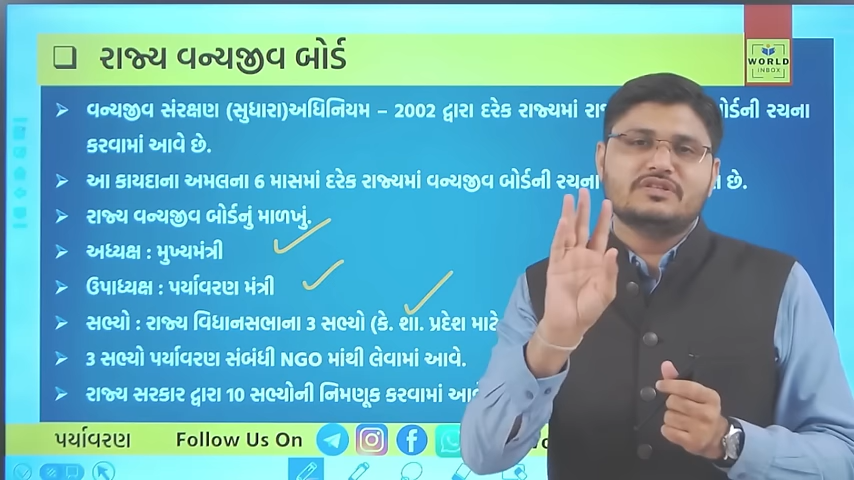 રાજ્ય વન્યજીવ બોર્ડ
WORLD
INBOX
વન્યજીવ સંરક્ષણ (સુધારા)અધિનિયમ – 2002 દ્વારા દરેક રાજ્યમાં બોર્ડની રચના
કરવામાં આવે છે.
આ કાયદાના અમલના 6 માસમાં દરેક રાજ્યમાં વન્યજીવ બોર્ડની રચના છે.
રાજ્ય વન્યજીવ બોર્ડનું માળખું.
અધ્યક્ષ : મુખ્યમંત્રી
ઉપાધ્યક્ષ : પર્યાવરણ મંત્રી
સભ્યો : રાજ્ય વિધાનસભાના 3 સભ્યો (કે. શા. પ્રદેશ માટે
3 સભ્યો પર્યાવરણ સંબંધી NGO માંથી લેવામાં આવે.
રાજ્ય સરકાર દ્વારા 10 સભ્યોની નિમણૂક કરવામાં
પર્યાવરણ Follow Us On